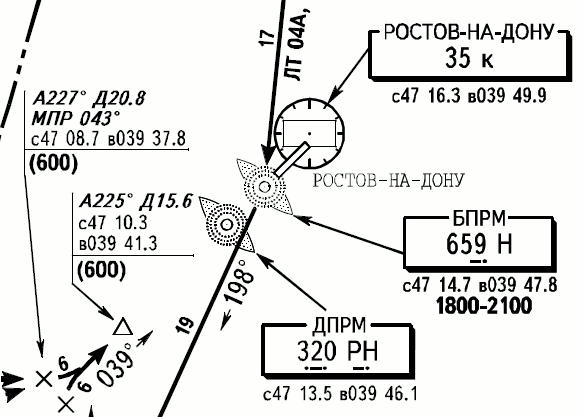 17
ЛТ 04А,
РОСТОВ-НА-ДОНУ
35 к
с47 16.3 в039 49.9
А227° Д20.8
МПР 043°
с47 08.7 в039 37.8
(600)
А225° Д15.6
с47 10.3
в039 41.3
(600)
РОСТОВ-НА-ДОНУ
БПРМ
659 Н
с47 14.7 в039 47.8
1800-2100
ДПРМ
320 РН
с47 13.5 в039 46.1
198°
19
039°
6
6